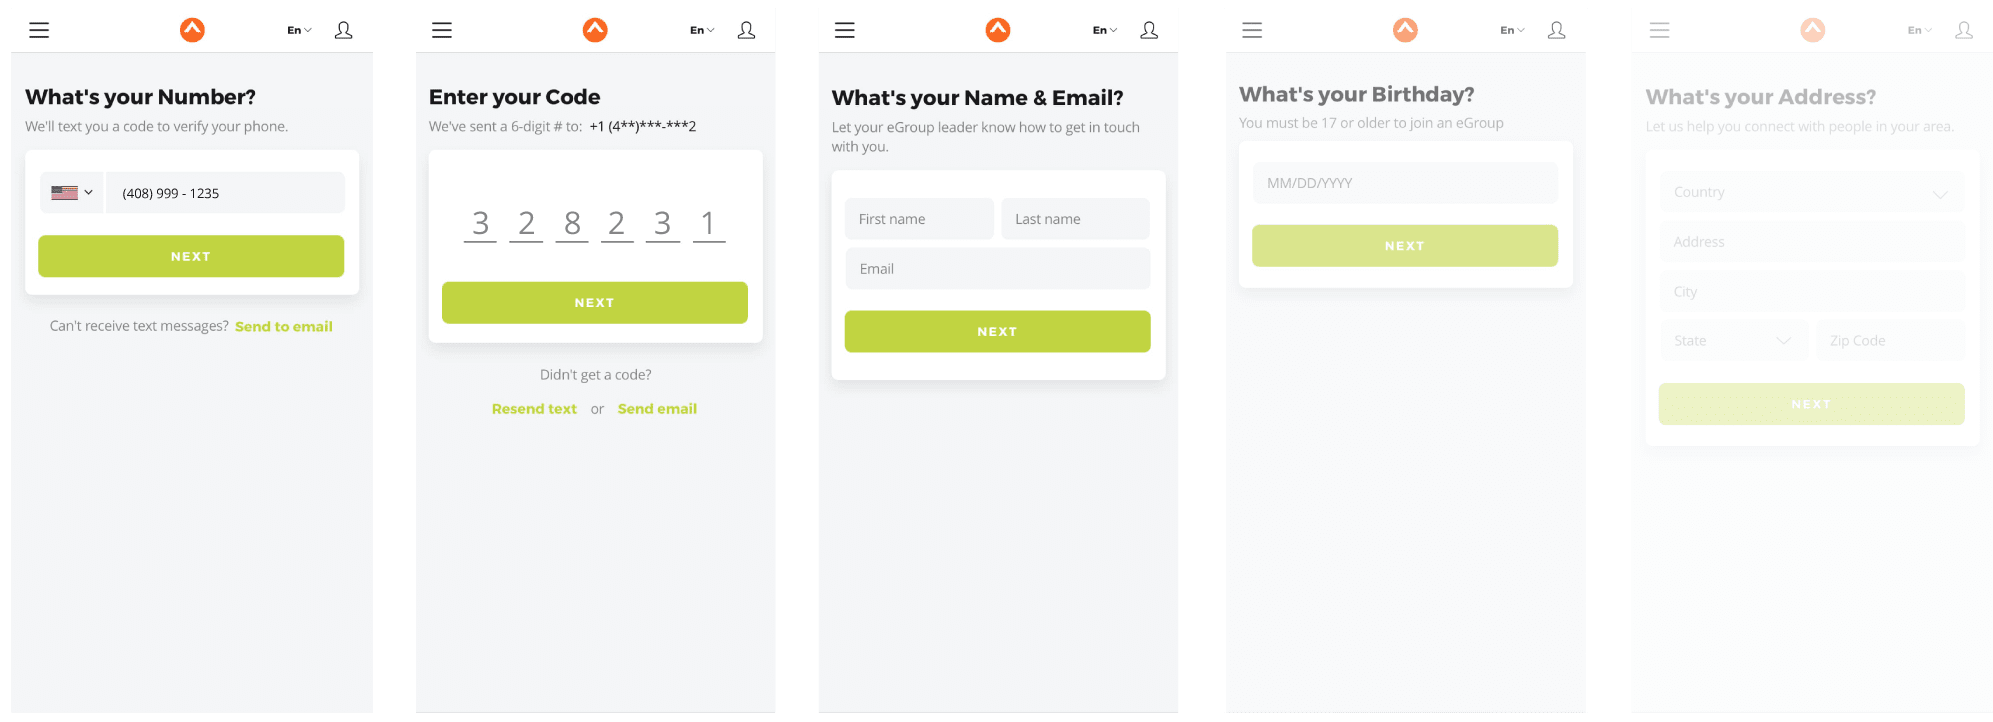 En
What's your Number?
We'll text you a code to verify your phone.
(408) 999 - 1235
NEXT
Can't receive text messages? Send to email
En
Enter your Code
We've sent a 6-digit # to: +1 (4**)***-***2
3 2 8 2 3 1
NEXT
Didn't get a code?
Resend text or Send email
En
What's your Name & Email?
Let your eGroup leader know how to get in touch
with you.
First name Last name
Email
NEXT
En
What's your Birthday?
You must be 17 or older to join an eGroup
MM/DD/YYYY
NEXT
En
What's your Address?
Let us help you connect with people in your area.
Country
Address
City
State Zip Code
NEXT